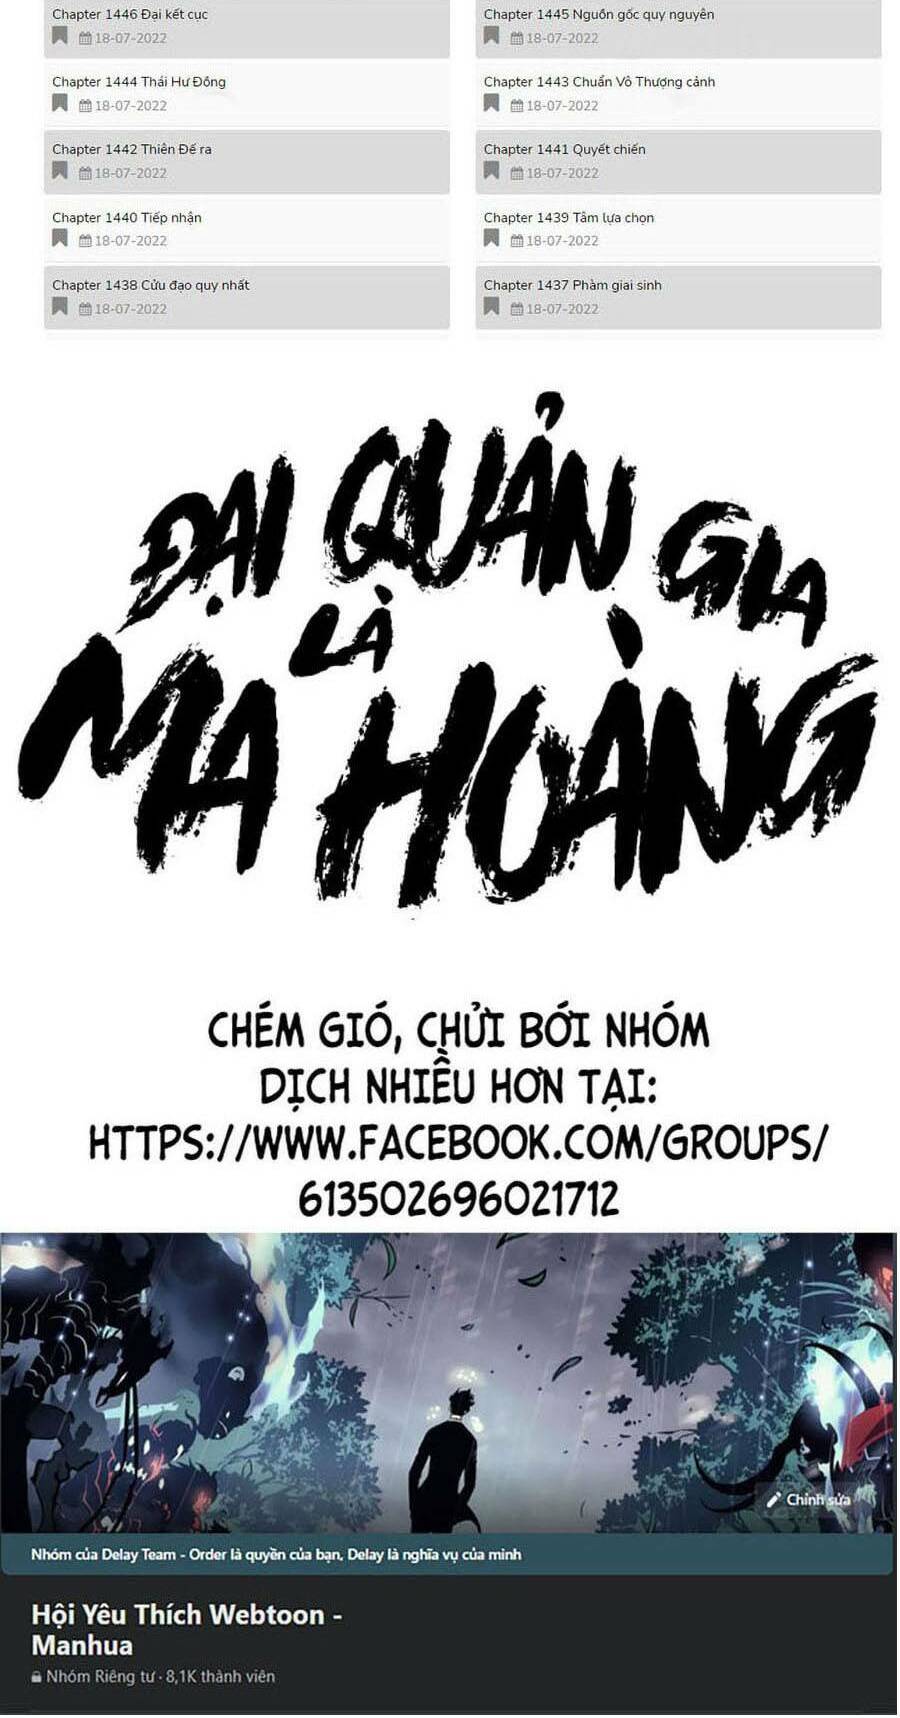 Chapter 1446 Đại kết cục
18-07-2022
Chapter 1445 Nguồn gốc quy nguyên
18-07-2022
Chapter 1444 Thái Hư Đồng
18-07-2022
Chapter 1443 Chuẩn Vô Thượng cảnh
18-07-2022
Chapter 1442 Thiên Đế ra
18-07-2022
Chapter 1441 Quyết chiến
18-07-2022
Chapter 1440 Tiếp nhận
18-07-2022
Chapter 1439 Tâm lựa chọn
18-07-2022
Chapter 1438 Cửu đạo quy nhất
18-07-2022
Chapter 1437 Phàm giai sinh
18-07-2022
ĐẠI QUẢN GIA
LÀ
MA HOÀNG
CHÉM GIÓ, CHỬI BỚI NHÓM
DỊCH NHIỀU HƠN TẠI:
HTTPS://WWW.FACEBOOK.COM/GROUPS/
613502696021712
Chỉnh sửa
Nhóm của Delay Team - Order là quyền của bạn, Delay là nghĩa vụ của mình
Hội Yêu Thích Webtoon -
Manhua
Nhóm Riêng tư · 8,1K thành viên